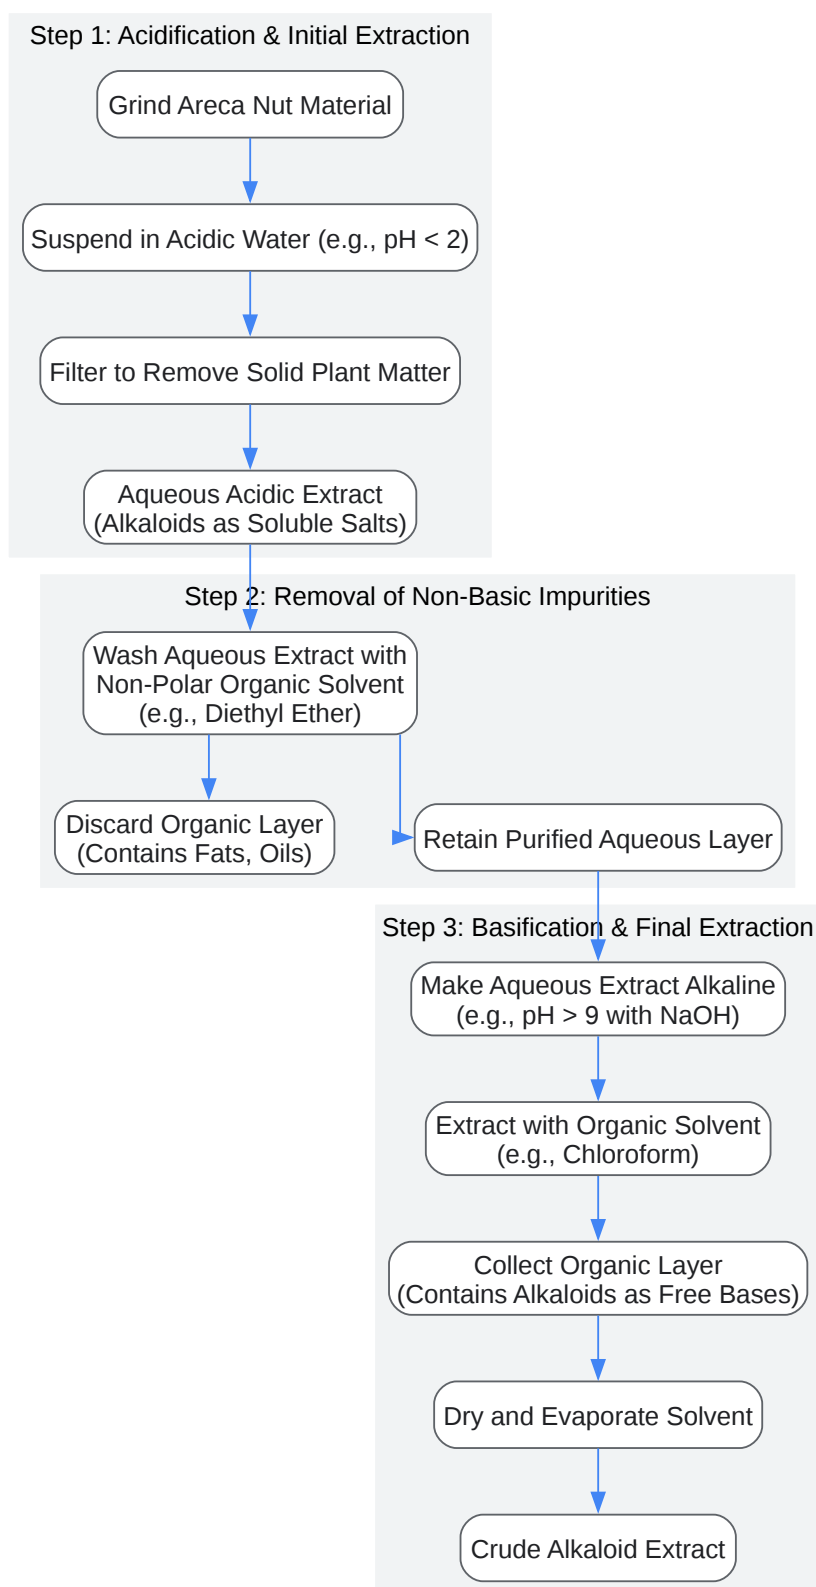 Step 1: Acidification & Initial Extraction
Grind Areca Nut Material
Suspend in Acidic Water (e.g., pH < 2)
Filter to Remove Solid Plant Matter
Aqueous Acidic Extract
(Alkaloids as Soluble Salts)
Step 2: Removal of Non-Basic Impurities
Wash Aqueous Extract with
Non-Polar Organic Solvent
(e.g., Diethyl Ether)
Discard Organic Layer
(Contains Fats, Oils)
Retain Purified Aqueous Layer
Step 3: Basification & Final Extraction
Make Aqueous Extract Alkaline
(e.g., pH > 9 with NaOH)
Extract with Organic Solvent
(e.g., Chloroform)
Collect Organic Layer
(Contains Alkaloids as Free Bases)
Dry and Evaporate Solvent
Crude Alkaloid Extract